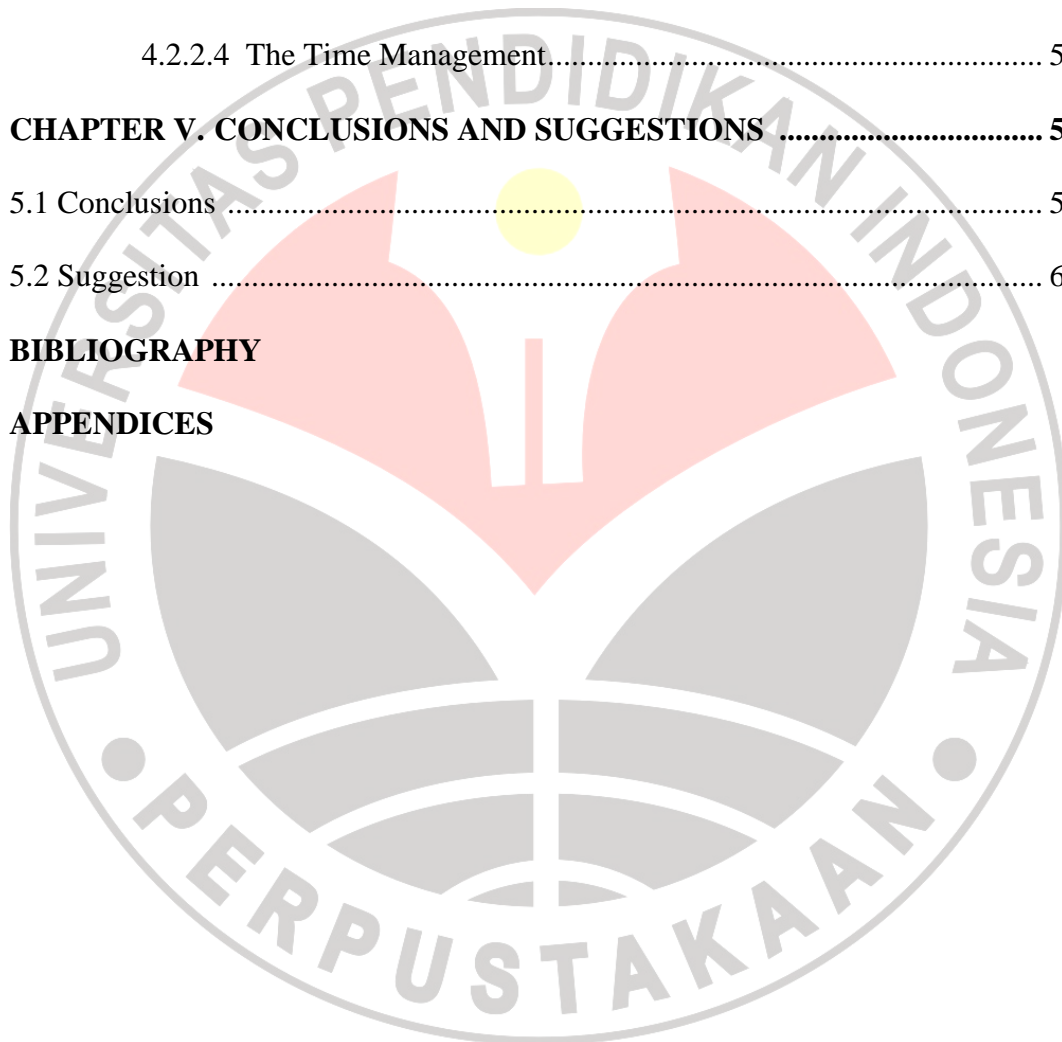 4.2.2.4 The Time Management.............................................................. 5
CHAPTER V. CONCLUSIONS AND SUGGESTIONS .................................. 5
5.1 Conclusions ........................................................................................................ 5
5.2 Suggestion .......................................................................................................... 6
BIBLIOGRAPHY
APPENDICES
UNIVERSITAS PENDIDIKAN INDONESIA
PERPUSTAKAAN